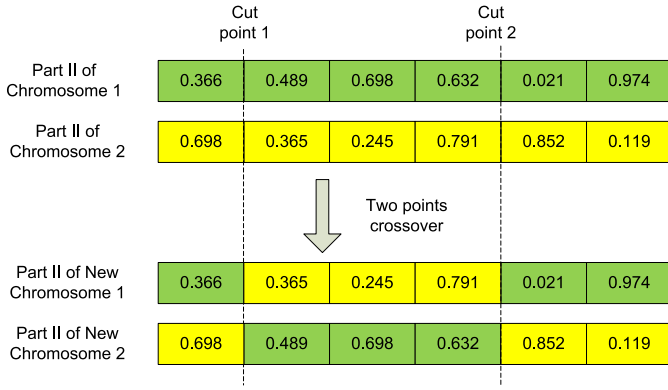 Cut
point 1
Cut
point 2
Part II of
Chromosome 1
0.366 0.489 0.698 0.632 0.021 0.974
Part II of
Chromosome 2
0.698 0.365 0.245 0.791 0.852 0.119
Two points
crossover
Part II of New
Chromosome 1
0.366 0.365 0.245 0.791 0.021 0.974
Part II of New
Chromosome 2
0.698 0.489 0.698 0.632 0.852 0.119